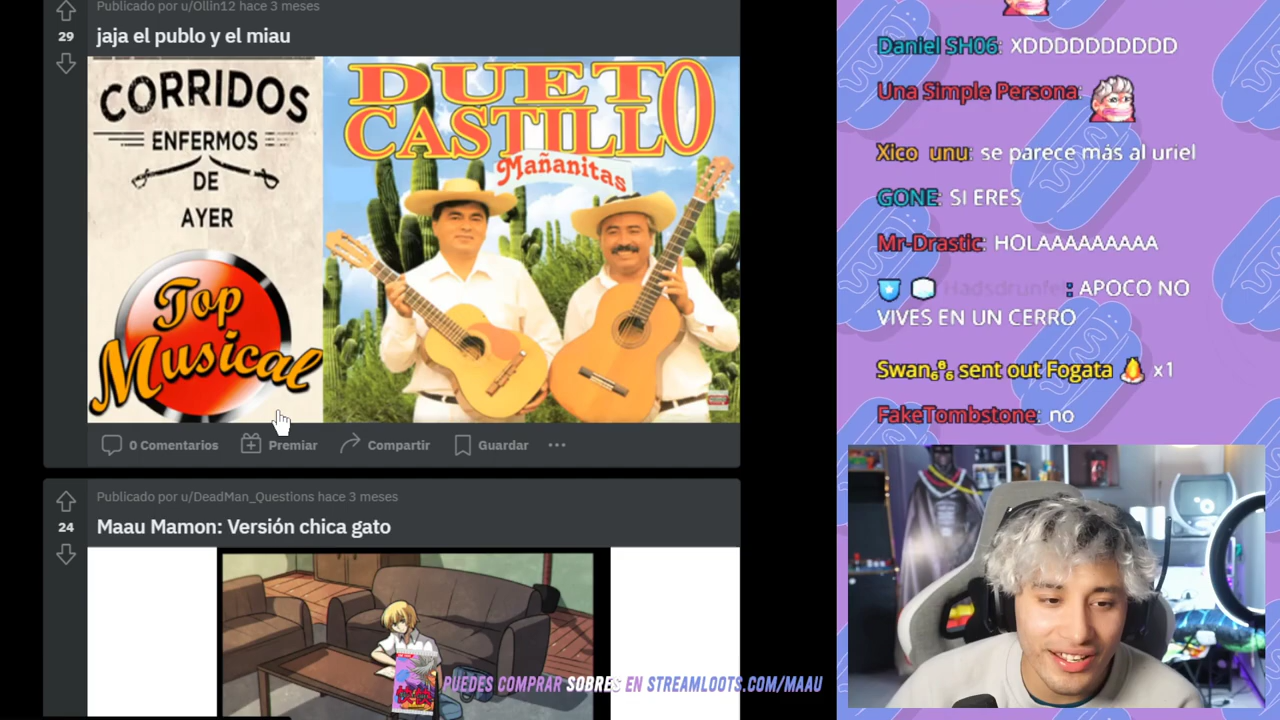 Publicado por u/Ollin12 hace 3 meses
29
jaja el publo y el miau
CORRIDOS
ENFERMOS
DE
AYER
Top
Musical
DUETO
CASTILLO
Mañanitas
0 Comentarios
Premiar
Compartir
Guardar
Publicado por u/DeadMan_Questions hace 3 meses
24
Maau Mamon: Versión chica gato
PUEDES COMPRAR SOBRES EN STREAMLOOTS.COM/MAAU
Daniel SH06: XDDDDDDDDDD
Una Simple Persona:
Xico unu: se parece más al uriel
GONE: SI ERES
Mr-Drastic: HOLAAAAAAAAA
: APOCO NO
VIVES EN UN CERRO
Swan₆⁶₆ sent out Fogata x1
FakeTombstone: no